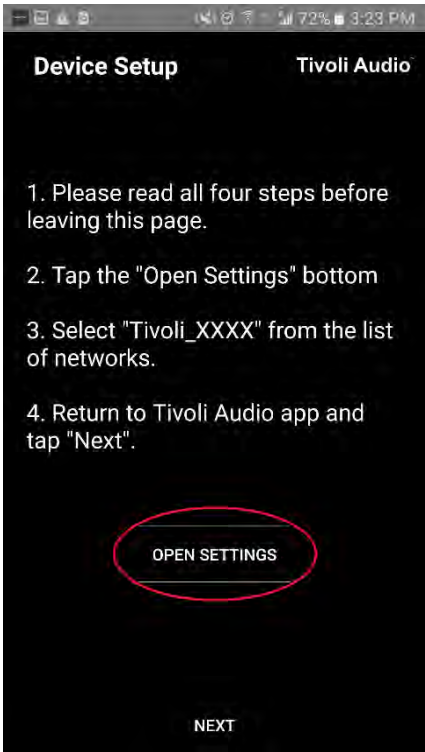 72% 3:23 PM
Device Setup Tivoli Audio
1. Please read all four steps before
leaving this page.
2. Tap the "Open Settings" bottom
3. Select "Tivoli_XXXX" from the list
of networks.
4. Return to Tivoli Audio app and
tap "Next".
OPEN SETTINGS
NEXT